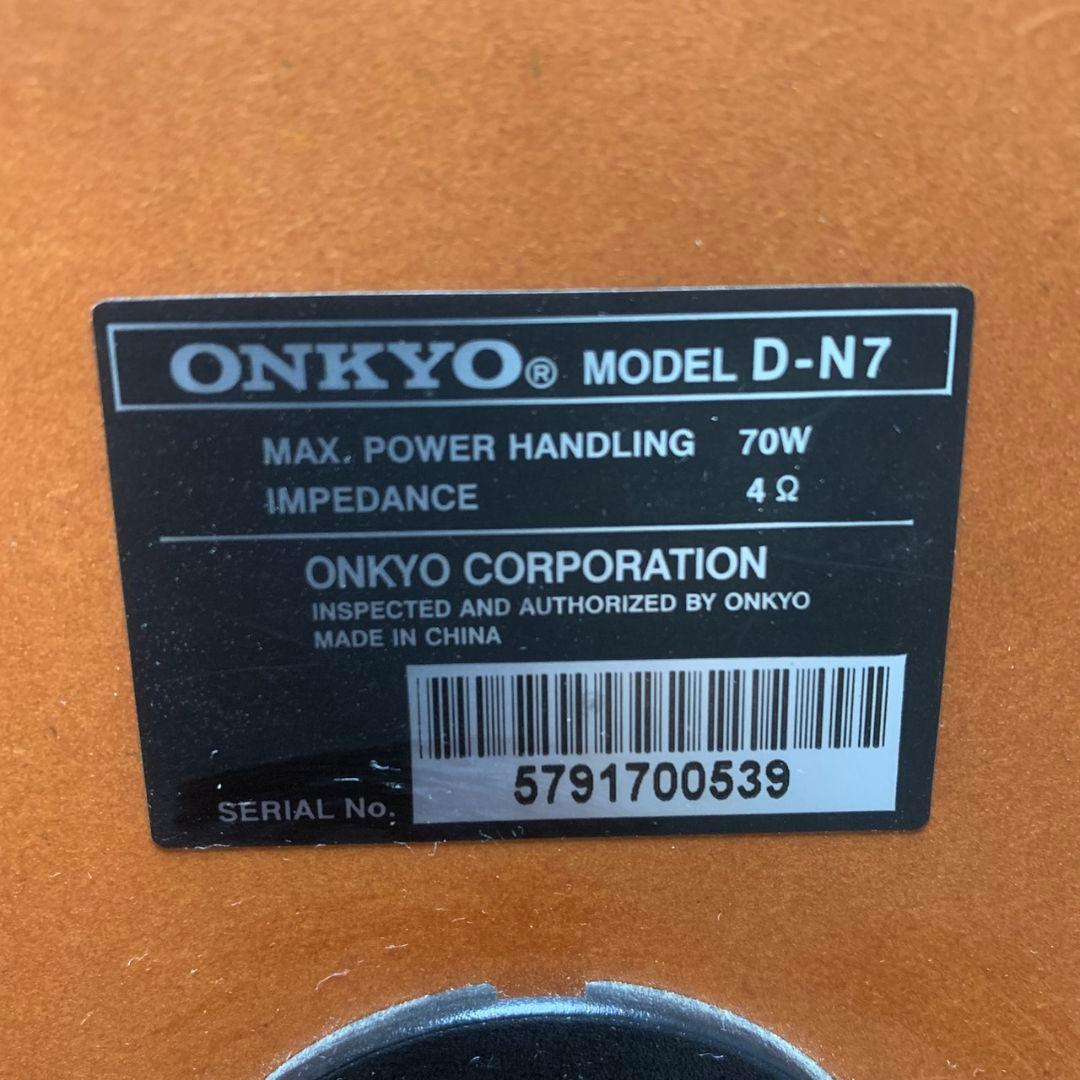 ONKYO® MODEL D-N7
MAX. POWER HANDLING 70W
IMPEDANCE 4 Ω
ONKYO CORPORATION
INSPECTED AND AUTHORIZED BY ONKYO
MADE IN CHINA
5791700539
SERIAL No.